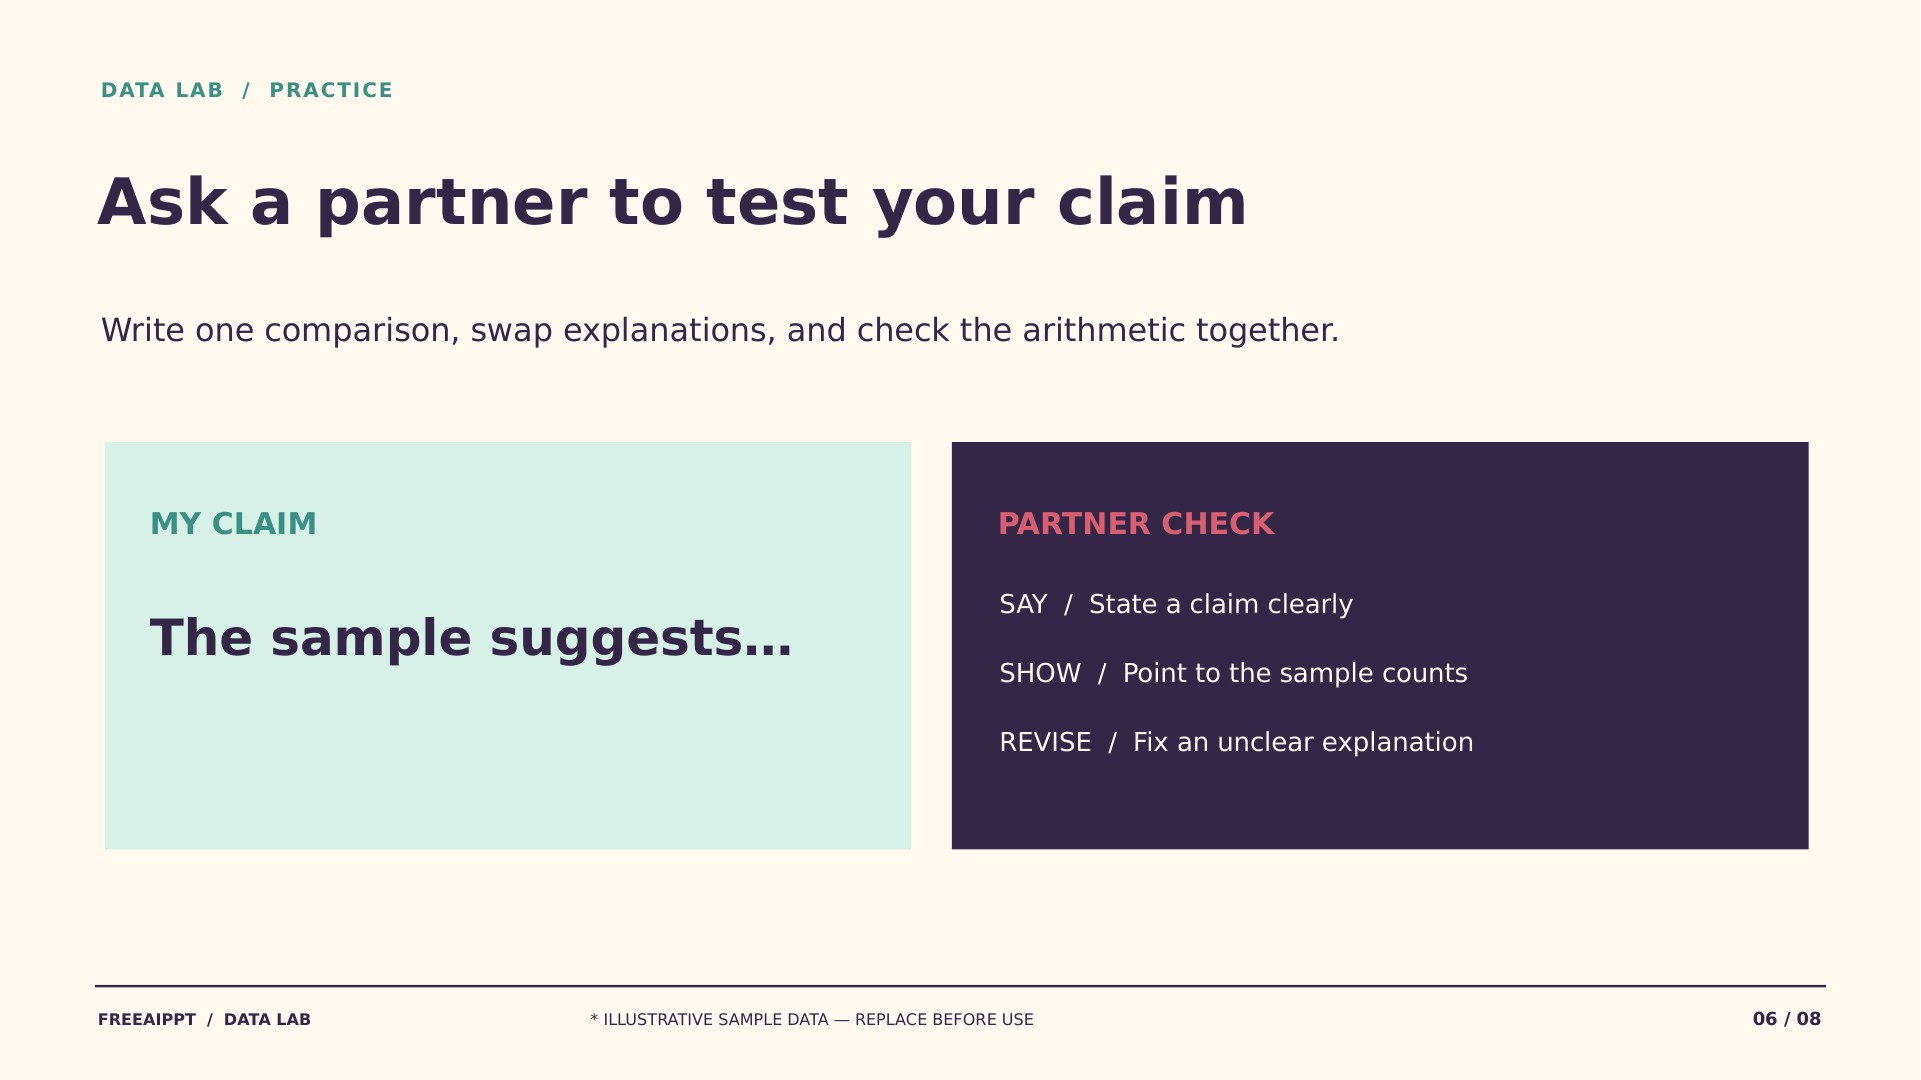 DATA LAB / PRACTICE
Ask a partner to test your claim
Write one comparison, swap explanations, and check the arithmetic together.
MY CLAIM
The sample suggests…
PARTNER CHECK
SAY / State a claim clearly
SHOW / Point to the sample counts
REVISE / Fix an unclear explanation
FREEAIPPT / DATA LAB
* ILLUSTRATIVE SAMPLE DATA — REPLACE BEFORE USE
06 / 08